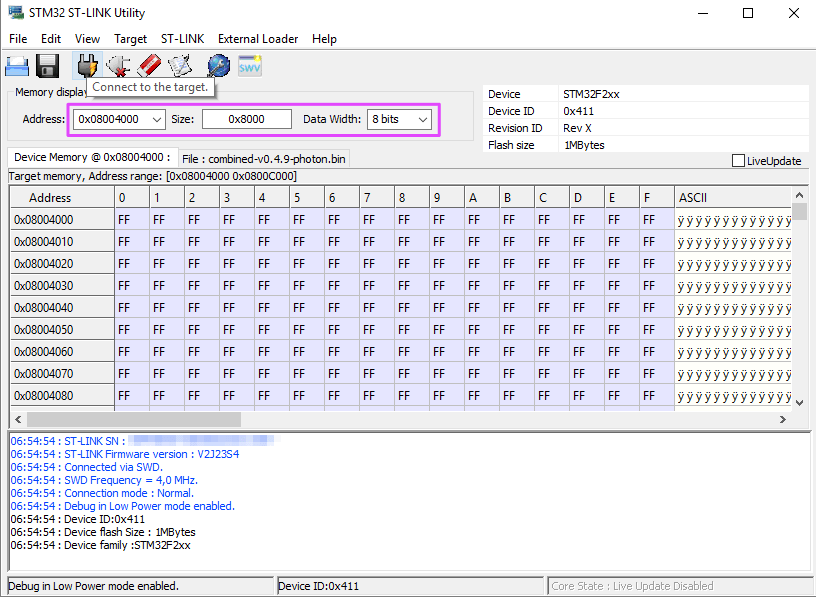 STM32 ST-LINK Utility
File Edit View Target ST-LINK External Loader Help
SWV
Connect to the target.
Memory display
Address: 0x08004000 Size: 0x8000 Data Width: 8 bits
Device STM32F2xx
Device ID 0x411
Revision ID Rev X
Flash size 1MBytes
LiveUpdate
Device Memory @ 0x08004000 : File : combined-v0.4.9-photon.bin
Target memory, Address range: [0x08004000 0x0800C000]
Address 0 1 2 3 4 5 6 7 8 9 A B C D E F ASCII
0x08004000 FF FF FF FF FF FF FF FF FF FF FF FF FF FF FF FF ÿÿÿÿÿÿÿÿÿÿÿÿÿ
0x08004010 FF FF FF FF FF FF FF FF FF FF FF FF FF FF FF FF ÿÿÿÿÿÿÿÿÿÿÿÿÿ
0x08004020 FF FF FF FF FF FF FF FF FF FF FF FF FF FF FF FF ÿÿÿÿÿÿÿÿÿÿÿÿÿ
0x08004030 FF FF FF FF FF FF FF FF FF FF FF FF FF FF FF FF ÿÿÿÿÿÿÿÿÿÿÿÿÿ
0x08004040 FF FF FF FF FF FF FF FF FF FF FF FF FF FF FF FF ÿÿÿÿÿÿÿÿÿÿÿÿÿ
0x08004050 FF FF FF FF FF FF FF FF FF FF FF FF FF FF FF FF ÿÿÿÿÿÿÿÿÿÿÿÿÿ
0x08004060 FF FF FF FF FF FF FF FF FF FF FF FF FF FF FF FF ÿÿÿÿÿÿÿÿÿÿÿÿÿ
0x08004070 FF FF FF FF FF FF FF FF FF FF FF FF FF FF FF FF ÿÿÿÿÿÿÿÿÿÿÿÿÿ
0x08004080 FF FF FF FF FF FF FF FF FF FF FF FF FF FF FF FF ÿÿÿÿÿÿÿÿÿÿÿÿÿ
06:54:54 : ST-LINK SN :
06:54:54 : ST-LINK Firmware version : V2J23S4
06:54:54 : Connected via SWD.
06:54:54 : SWD Frequency = 4,0 MHz.
06:54:54 : Connection mode : Normal.
06:54:54 : Debug in Low Power mode enabled.
06:54:54 : Device ID:0x411
06:54:54 : Device flash Size : 1MBytes
06:54:54 : Device family :STM32F2xx
Debug in Low Power mode enabled. Device ID:0x411 Core State : Live Update Disabled